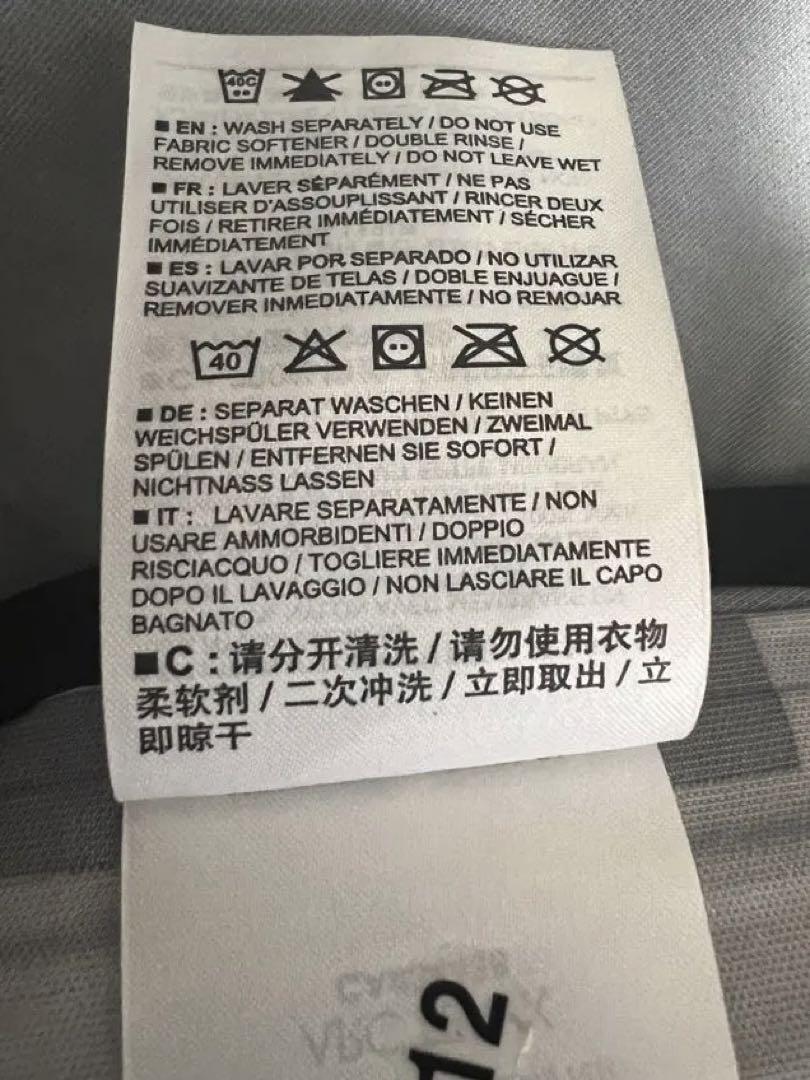 40C
■ EN : WASH SEPARATELY / DO NOT USE
FABRIC SOFTENER / DOUBLE RINSE /
REMOVE IMMEDIATELY / DO NOT LEAVE WET
■ FR : LAVER SÉPARÉMENT / NE PAS
UTILISER D'ASSOUPLISSANT / RINCER DEUX
FOIS / RETIRER IMMÉDIATEMENT / SÉCHER
IMMÉDIATEMENT
■ ES : LAVAR POR SEPARADO / NO UTILIZAR
SUAVIZANTE DE TELAS / DOBLE ENJUAGUE /
REMOVER INMEDIATAMENTE / NO REMOJAR
40
■ DE : SEPARAT WASCHEN / KEINEN
WEICHSPÜLER VERWENDEN / ZWEIMAL
SPÜLEN / ENTFERNEN SIE SOFORT /
NICHTNASS LASSEN
■ IT : LAVARE SEPARATAMENTE / NON
USARE AMMORBIDENTI / DOPPIO
RISCIACQUO / TOGLIERE IMMEDIATAMENTE
DOPO IL LAVAGGIO / NON LASCIARE IL CAPO
BAGNATO
■C : 请分开清洗 / 请勿使用衣物
柔软剂 / 二次冲洗 / 立即取出 / 立
即晾干
12